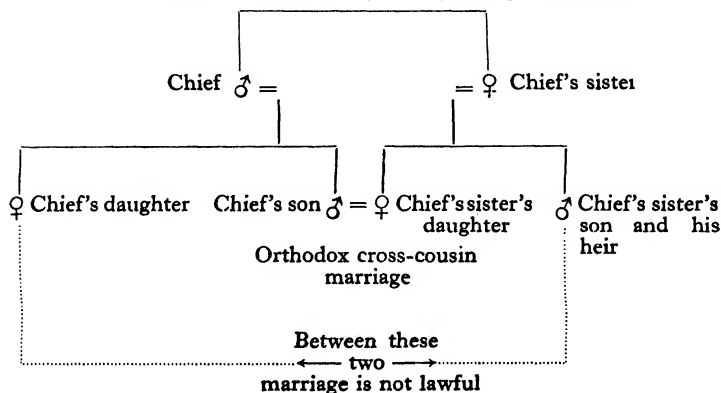 Chief ♂ = = ♀ Chief's sister
♀ Chief's daughter Chief's son ♂ = ♀ Chief's sister's daughter ♂ Chief's sister's son and his heir
Orthodox cross-cousin
marriage
Between these
← two →
marriage is not lawful